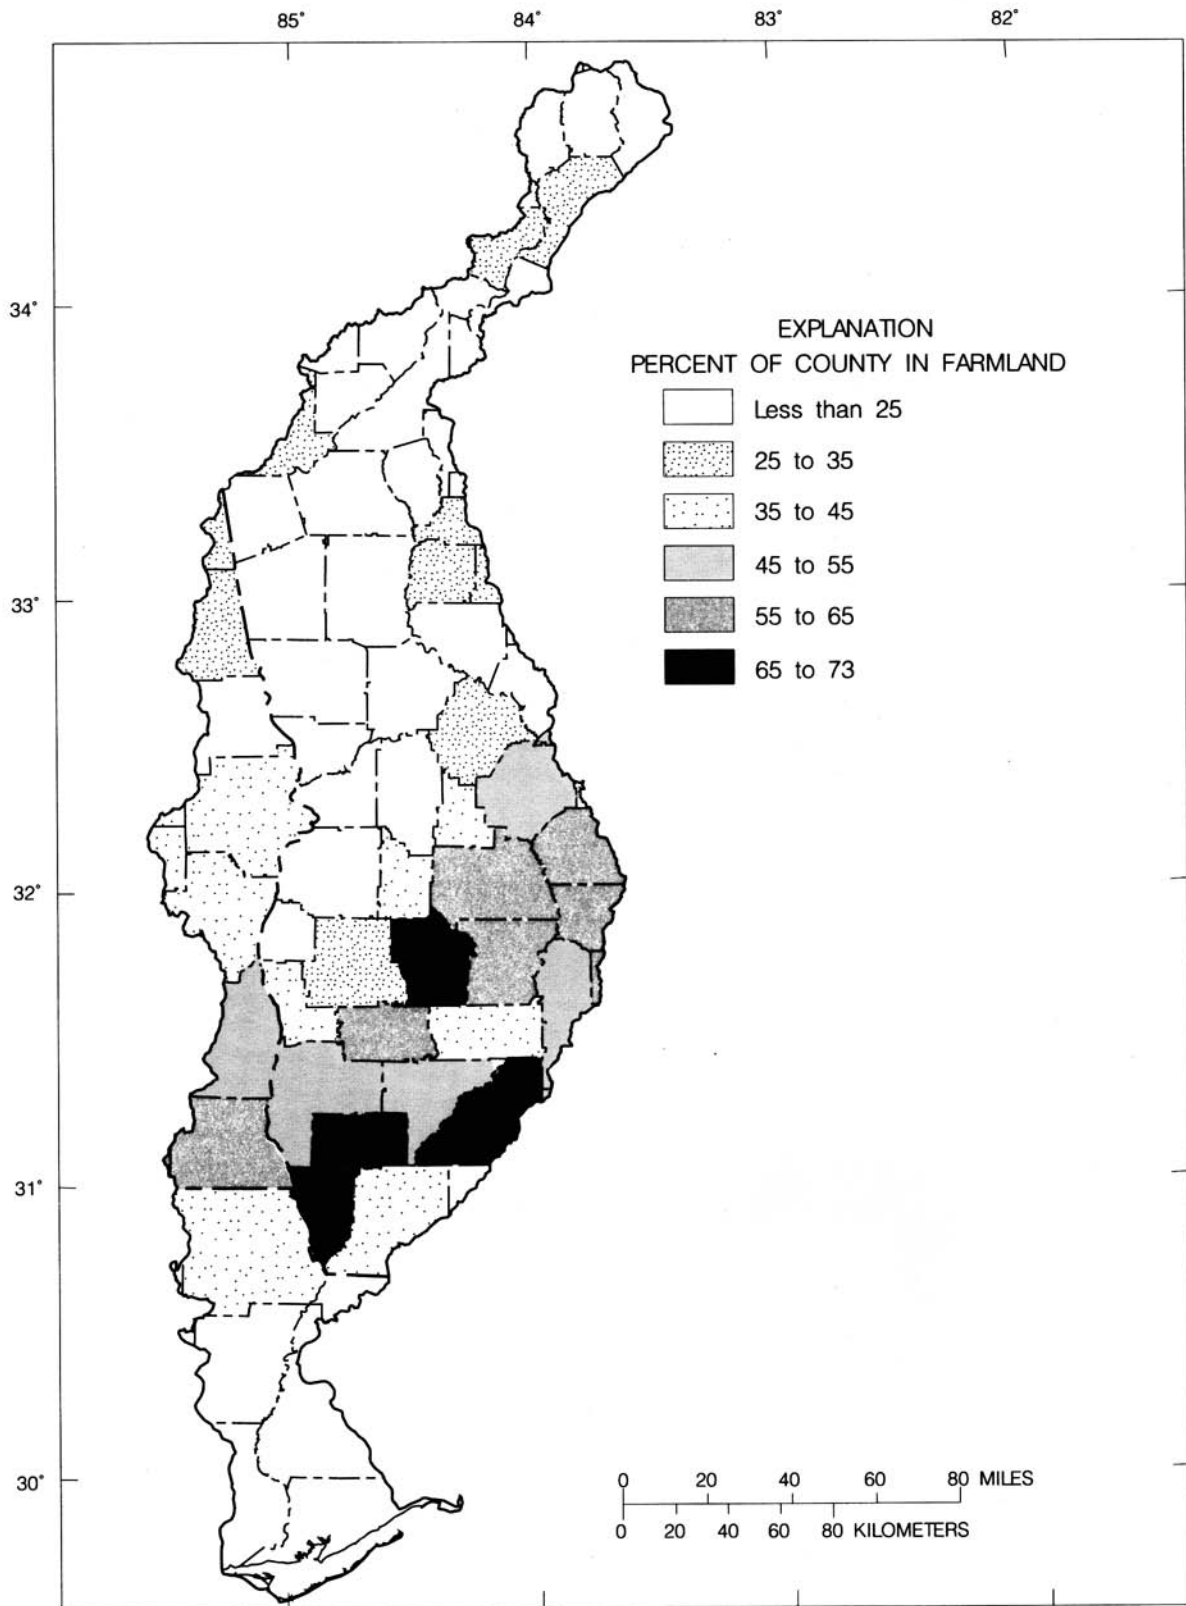 85° 84° 83° 82°
34°
EXPLANATION
PERCENT OF COUNTY IN FARMLAND
Less than 25
25 to 35
35 to 45
33°
45 to 55
55 to 65
65 to 73
32°
31°
30°
0 20 40 60 80 MILES
0 20 40 60 80 KILOMETERS